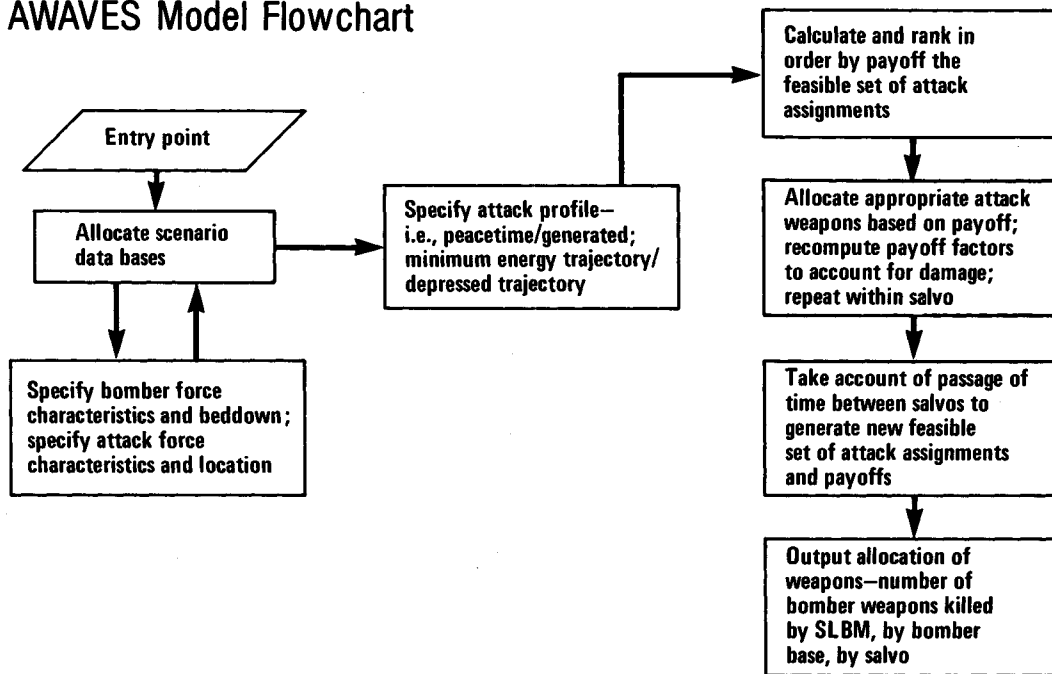 AWAVES Model Flowchart
Entry point
Allocate scenario
data bases
Specify bomber force
characteristics and beddown;
specify attack force
characteristics and location
Specify attack profile—
i.e., peacetime/generated;
minimum energy trajectory/
depressed trajectory
Calculate and rank in
order by payoff the
feasible set of attack
assignments
Allocate appropriate attack
weapons based on payoff;
recompute payoff factors
to account for damage;
repeat within salvo
Take account of passage of
time between salvos to
generate new feasible
set of attack assignments
and payoffs
Output allocation of
weapons—number of
bomber weapons killed
by SLBM, by bomber
base, by salvo